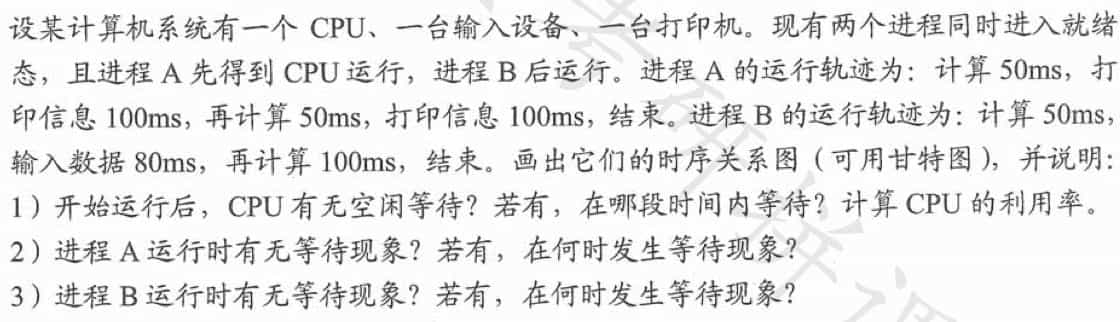 设某计算机系统有一个 CPU、一台输入设备、一台打印机。现有两个进程同时进入就绪
态，且进程 A 先得到 CPU 运行，进程 B 后运行。进程 A 的运行轨迹为：计算 50ms，打
印信息 100ms，再计算 50ms，打印信息 100ms，结束。进程 B 的运行轨迹为：计算 50ms，
输入数据 80ms，再计算 100ms，结束。画出它们的时序关系图（可用甘特图），并说明：
1）开始运行后，CPU 有无空闲等待？若有，在哪段时间内等待？计算 CPU 的利用率。
2）进程 A 运行时有无等待现象？若有，在何时发生等待现象？
3）进程 B 运行时有无等待现象？若有，在何时发生等待现象？